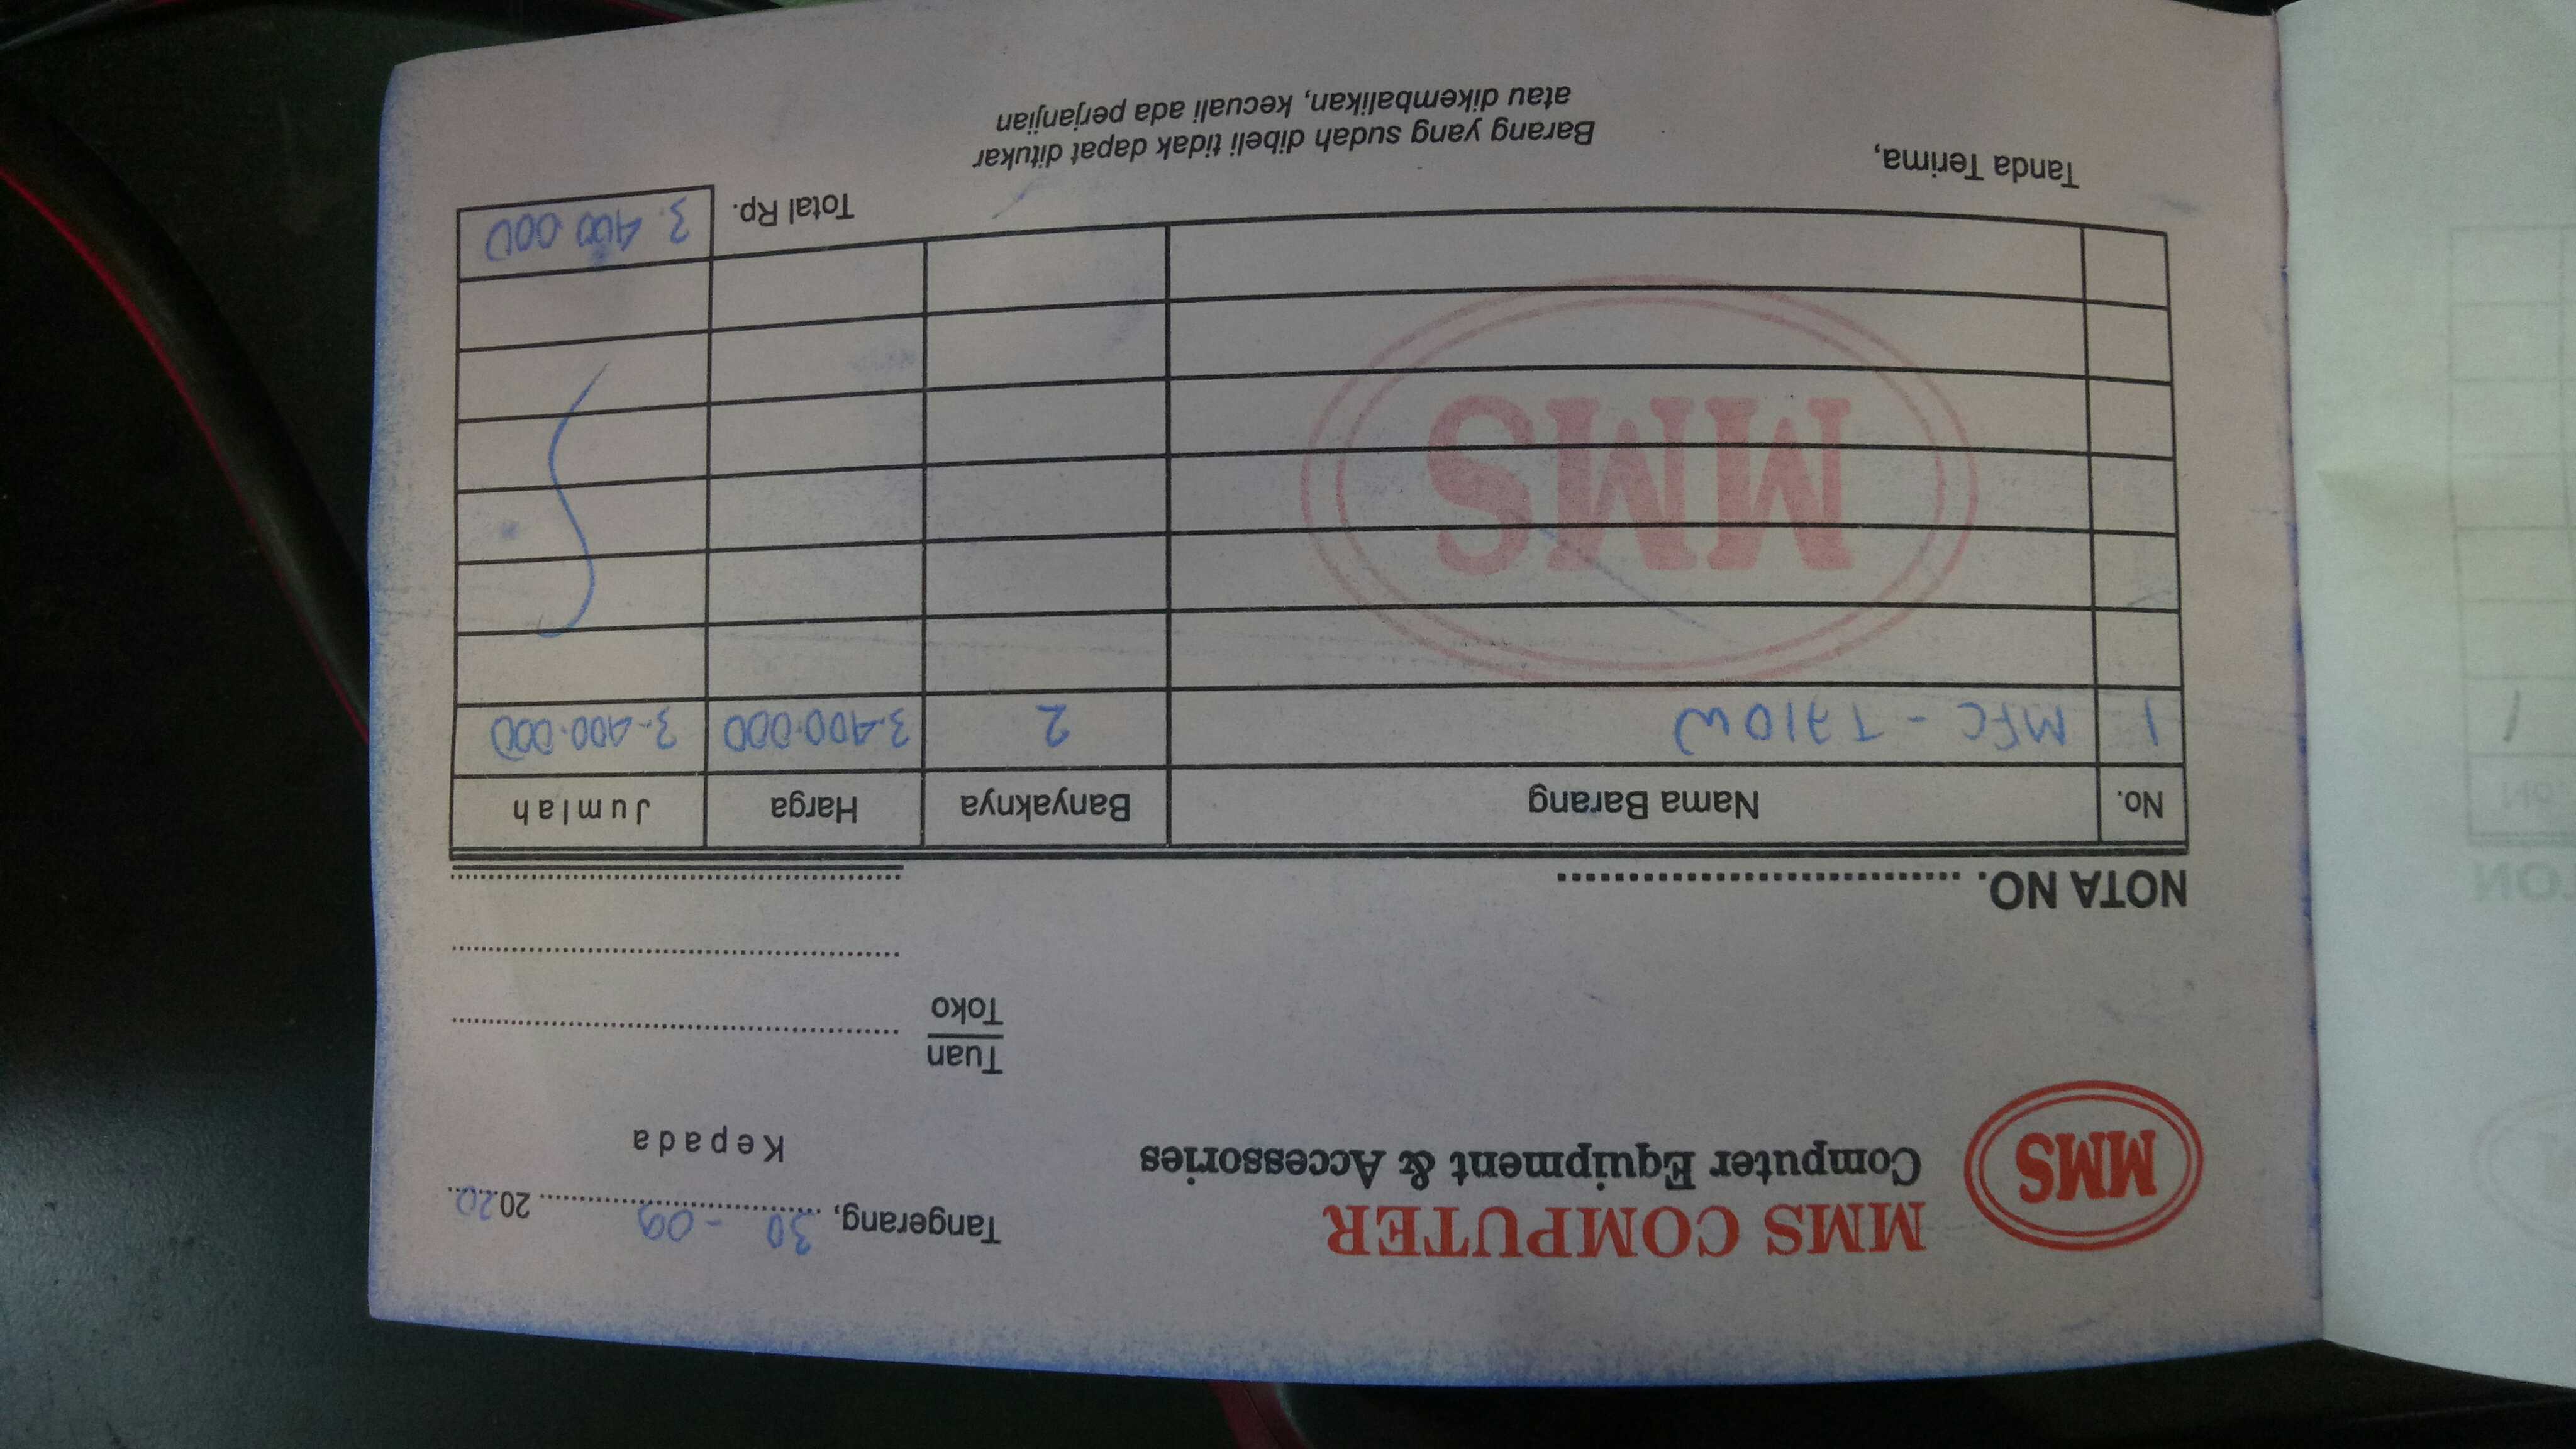 MMS
MMS COMPUTER
Computer Equipment & Accessories
Tangerang, 30 - 09 2020
Kepada
Tuan
Toko
NOTA NO.
No. Nama Barang Banyaknya Harga Jumlah
1 MFC - T710W 2 3.400.000 3.400.000
MMS
Total Rp. 3.400.000
Tanda Terima,
Barang yang sudah dibeli tidak dapat ditukar
atau dikembalikan, kecuali ada perjanjian